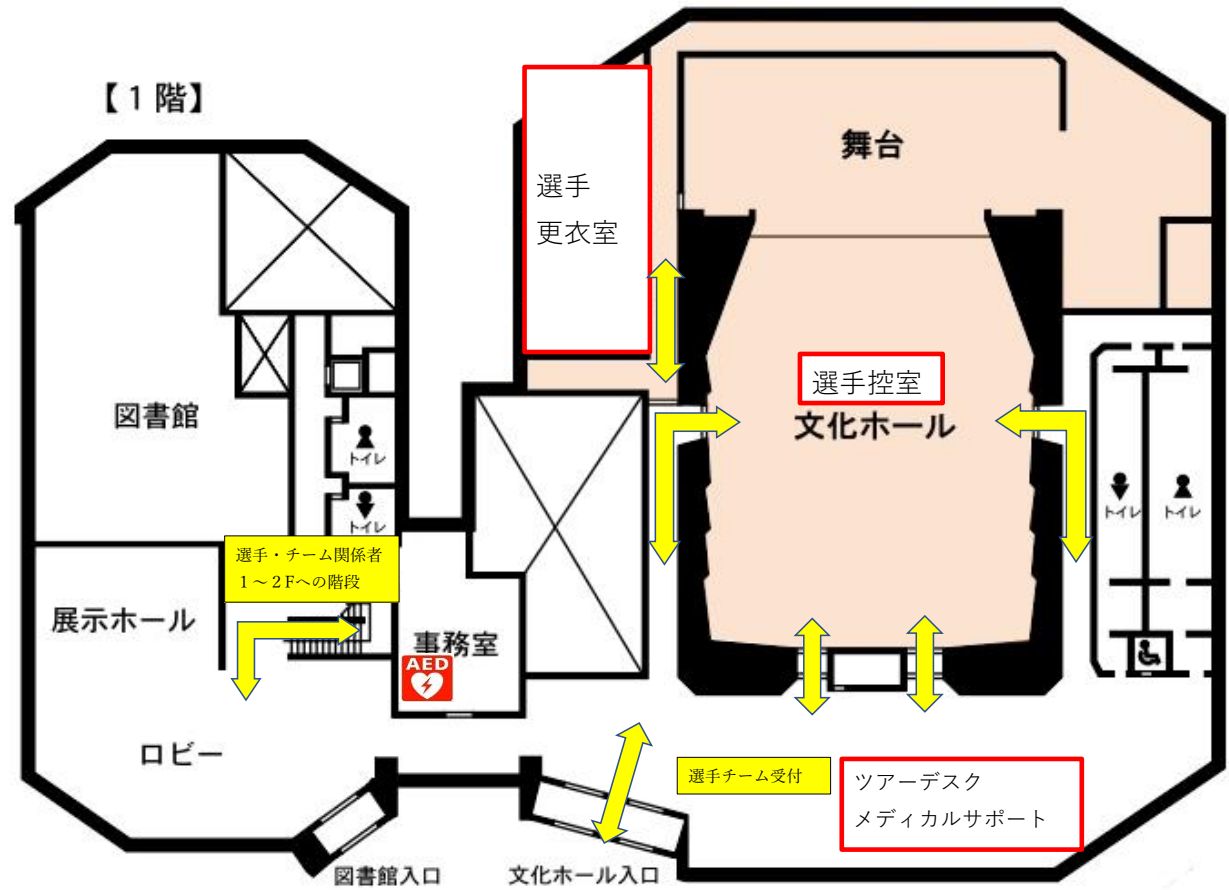 【１階】
選手
更衣室
舞台
選手控室
文化ホール
図書館
トイレ
トイレ
トイレ
トイレ
選手・チーム関係者
１～２Fへの階段
展示ホール
事務室
AED
ロビー
選手チーム受付
ツアーデスク
メディカルサポート
図書館入口
文化ホール入口